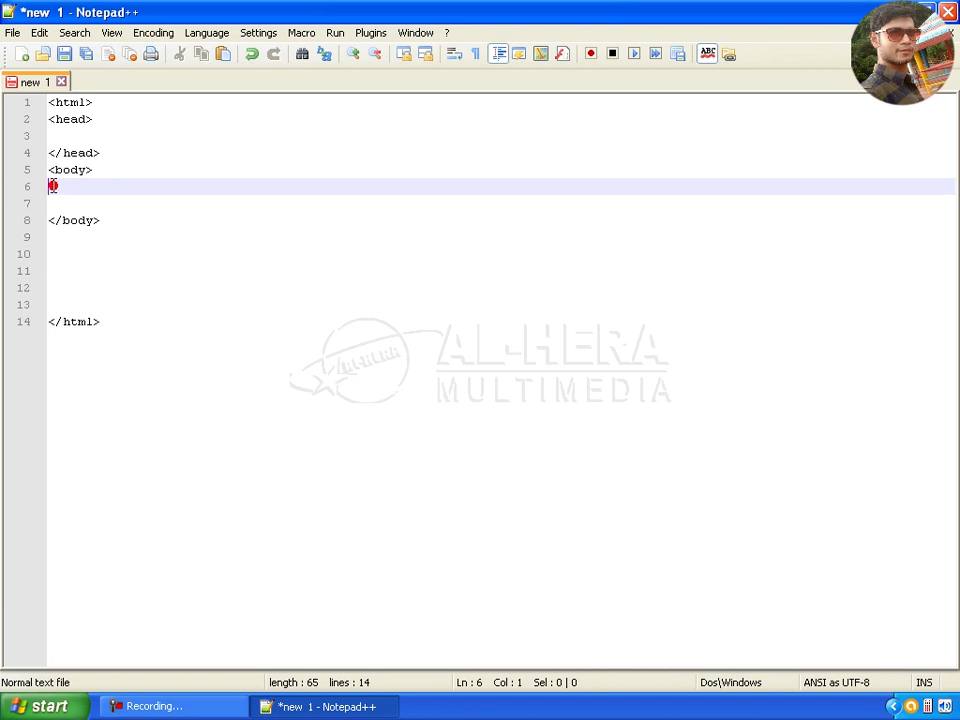 *new 1 - Notepad++
File Edit Search View Encoding Language Settings Macro Run Plugins Window ?
ABC
new 1
1 <html>
2 <head>
3
4 </head>
5 <body>
6
7
8 </body>
9
10
11
12
13
14 </html>
AL-HERA
AL-HERA
MULTIMEDIA
Normal text file length : 65 lines : 14 Ln : 6 Col : 1 Sel : 0 | 0 Dos\Windows ANSI as UTF-8 INS
start Recording... *new 1 - Notepad++